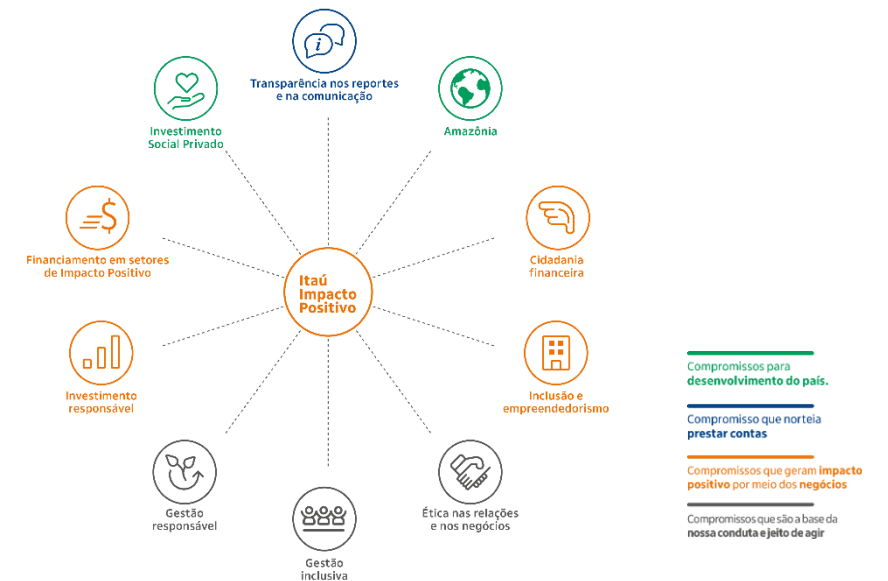 Transparência nos reportes
e na comunicação
Investimento
Social Privado
Amazônia
Financiamento em setores
de Impacto Positivo
Cidadania
financeira
Itaú
Impacto
Positivo
Investimento
responsável
Inclusão e
empreendedorismo
Gestão
responsável
Gestão
inclusiva
Ética nas relações
e nos negócios
Compromissos para
desenvolvimento do país.
Compromisso que norteia
prestar contas
Compromissos que geram impacto
positivo por meio dos negócios
Compromissos que são a base da
nossa conduta e jeito de agir